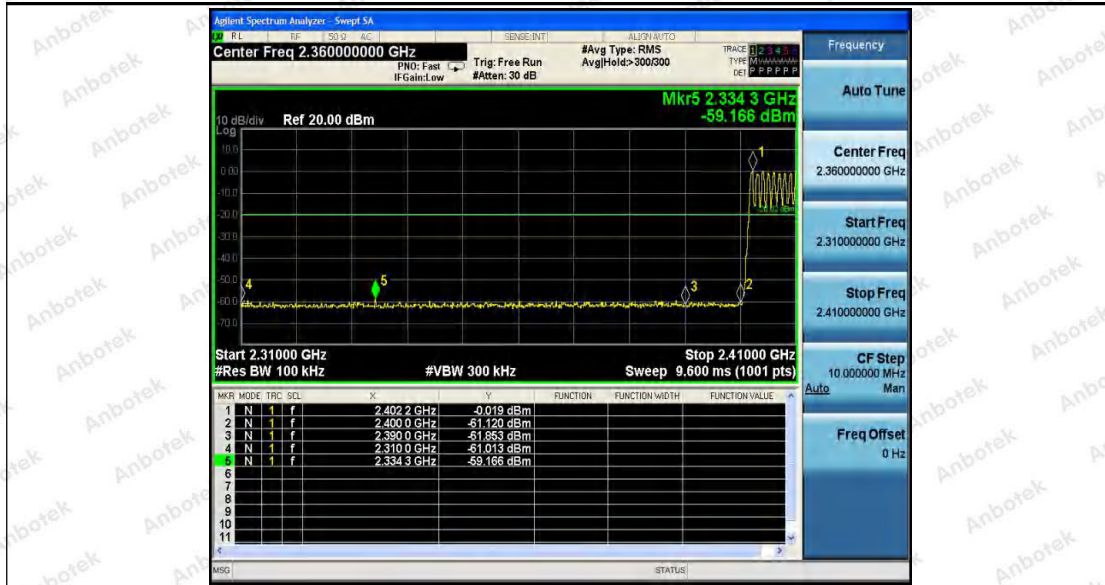 Agilent Spectrum Analyzer - Swept SA
RL RF 50 Ω AC SENSE:INT ALIGN AUTO
Center Freq 2.360000000 GHz
PNO: Fast
IFGain:Low
Trig: Free Run
#Atten: 30 dB
#Avg Type: RMS
Avg|Hold:>300/300
TRACE 1 2 3 4 5 6
TYPE M
DET P P P P P P
Mkr5 2.334 3 GHz
-59.166 dBm
10 dB/div Ref 20.00 dBm
Log
10.0
0.00
-10.0
-20.0
-30.0
-40.0
-50.0
-60.0
-70.0
1
4
5
3
2
Start 2.31000 GHz
Stop 2.41000 GHz
#Res BW 100 kHz
#VBW 300 kHz
Sweep 9.600 ms (1001 pts)
MKR MODE TRC SCL X Y FUNCTION FUNCTION WIDTH FUNCTION VALUE
1 N 1 f 2.402 2 GHz -0.019 dBm
2 N 1 f 2.400 0 GHz -61.120 dBm
3 N 1 f 2.390 0 GHz -61.853 dBm
4 N 1 f 2.310 0 GHz -61.013 dBm
5 N 1 f 2.334 3 GHz -59.166 dBm
6
7
8
9
10
11
MSG
STATUS
Frequency
Auto Tune
Center Freq
2.360000000 GHz
Start Freq
2.310000000 GHz
Stop Freq
2.410000000 GHz
CF Step
10.000000 MHz
Auto Man
Freq Offset
0 Hz
Anbotek